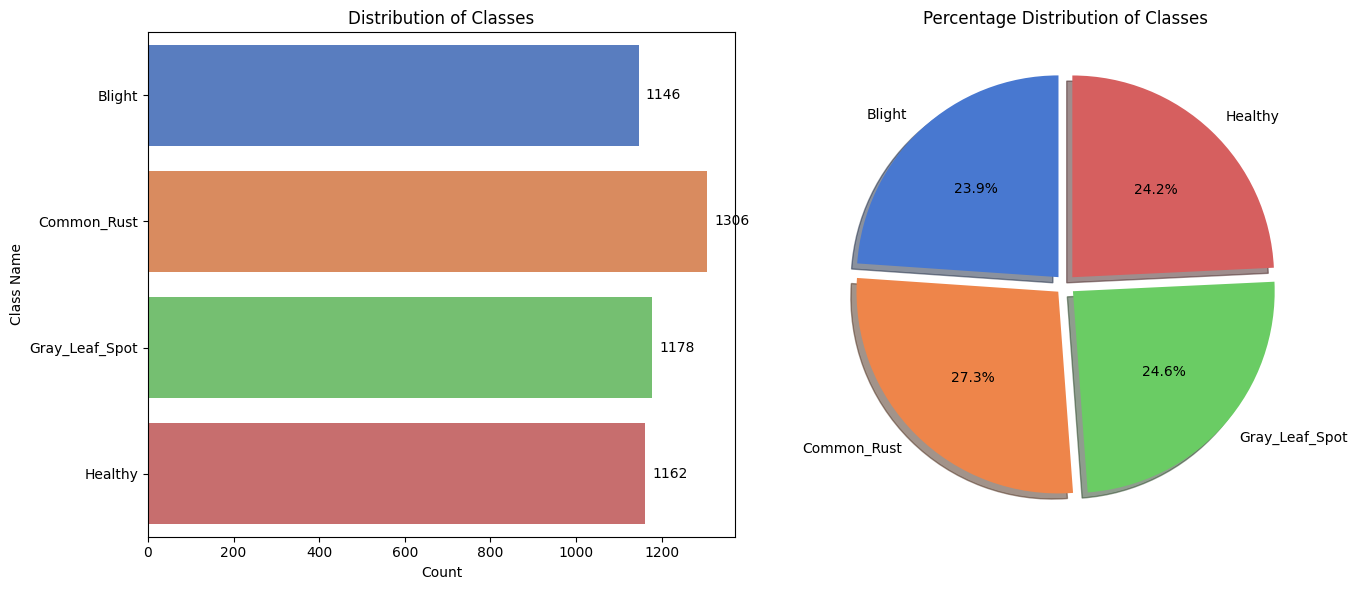 Distribution of Classes
Class Name
Blight
1146
Common_Rust
1306
Gray_Leaf_Spot
1178
Healthy
1162
0 200 400 600 800 1000 1200
Count
Percentage Distribution of Classes
Blight
23.9%
Healthy
24.2%
Common_Rust
27.3%
Gray_Leaf_Spot
24.6%